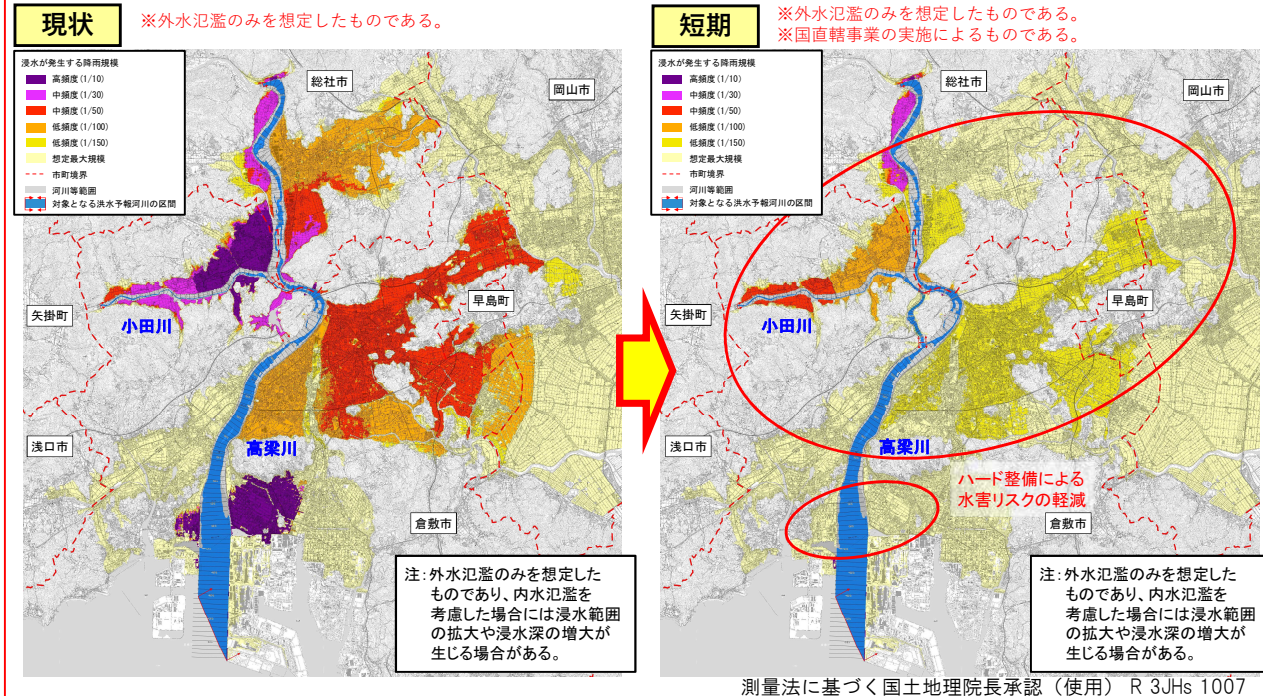 現状
※外水氾濫のみを想定したものである。
浸水が発生する降雨規模
高頻度(1/10)
中頻度(1/30)
中頻度(1/50)
低頻度(1/100)
低頻度(1/150)
想定最大規模
市町境界
河川等範囲
対象となる洪水予報河川の区間
総社市
岡山市
矢掛町
小田川
早島町
浅口市
高梁川
倉敷市
注:外水氾濫のみを想定した
ものであり、内水氾濫を
考慮した場合には浸水範囲
の拡大や浸水深の増大が
生じる場合がある。
短期
※外水氾濫のみを想定したものである。
※国直轄事業の実施によるものである。
浸水が発生する降雨規模
高頻度(1/10)
中頻度(1/30)
中頻度(1/50)
低頻度(1/100)
低頻度(1/150)
想定最大規模
市町境界
河川等範囲
対象となる洪水予報河川の区間
総社市
岡山市
矢掛町
小田川
早島町
浅口市
高梁川
ハード整備による
水害リスクの軽減
倉敷市
注:外水氾濫のみを想定した
ものであり、内水氾濫を
考慮した場合には浸水範囲
の拡大や浸水深の増大が
生じる場合がある。
測量法に基づく国土地理院長承認(使用) R 3JHs 1007